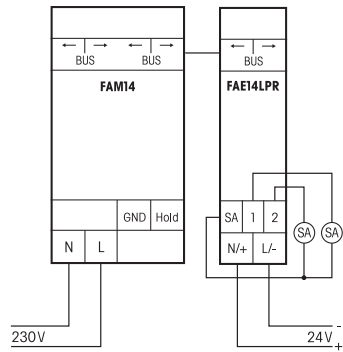 BUS BUS BUS
FAM14 FAE14LPR
GND Hold SA 1 2
SA SA
N L N/+ L/-
230V 24V -
+